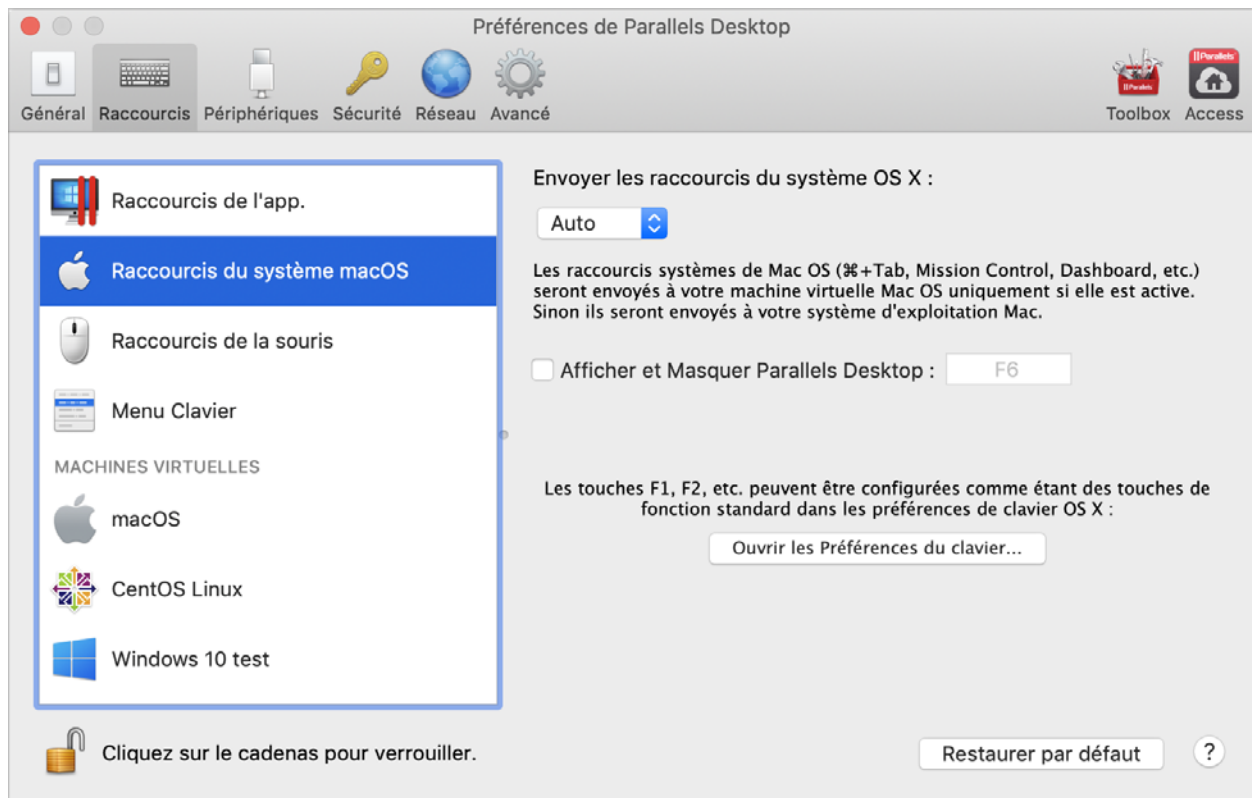 Préférences de Parallels Desktop
Général Raccourcis Périphériques Sécurité Réseau Avancé Toolbox Access
Parallels
Parallels
Raccourcis de l'app.
Raccourcis du système macOS
Raccourcis de la souris
Menu Clavier
MACHINES VIRTUELLES
macOS
CentOS Linux
Windows 10 test
Envoyer les raccourcis du système OS X :
Auto
Les raccourcis systèmes de Mac OS (⌘+Tab, Mission Control, Dashboard, etc.)
seront envoyés à votre machine virtuelle Mac OS uniquement si elle est active.
Sinon ils seront envoyés à votre système d'exploitation Mac.
Afficher et Masquer Parallels Desktop : F6
Les touches F1, F2, etc. peuvent être configurées comme étant des touches de
fonction standard dans les préférences de clavier OS X :
Ouvrir les Préférences du clavier...
Cliquez sur le cadenas pour verrouiller.
Restaurer par défaut ?